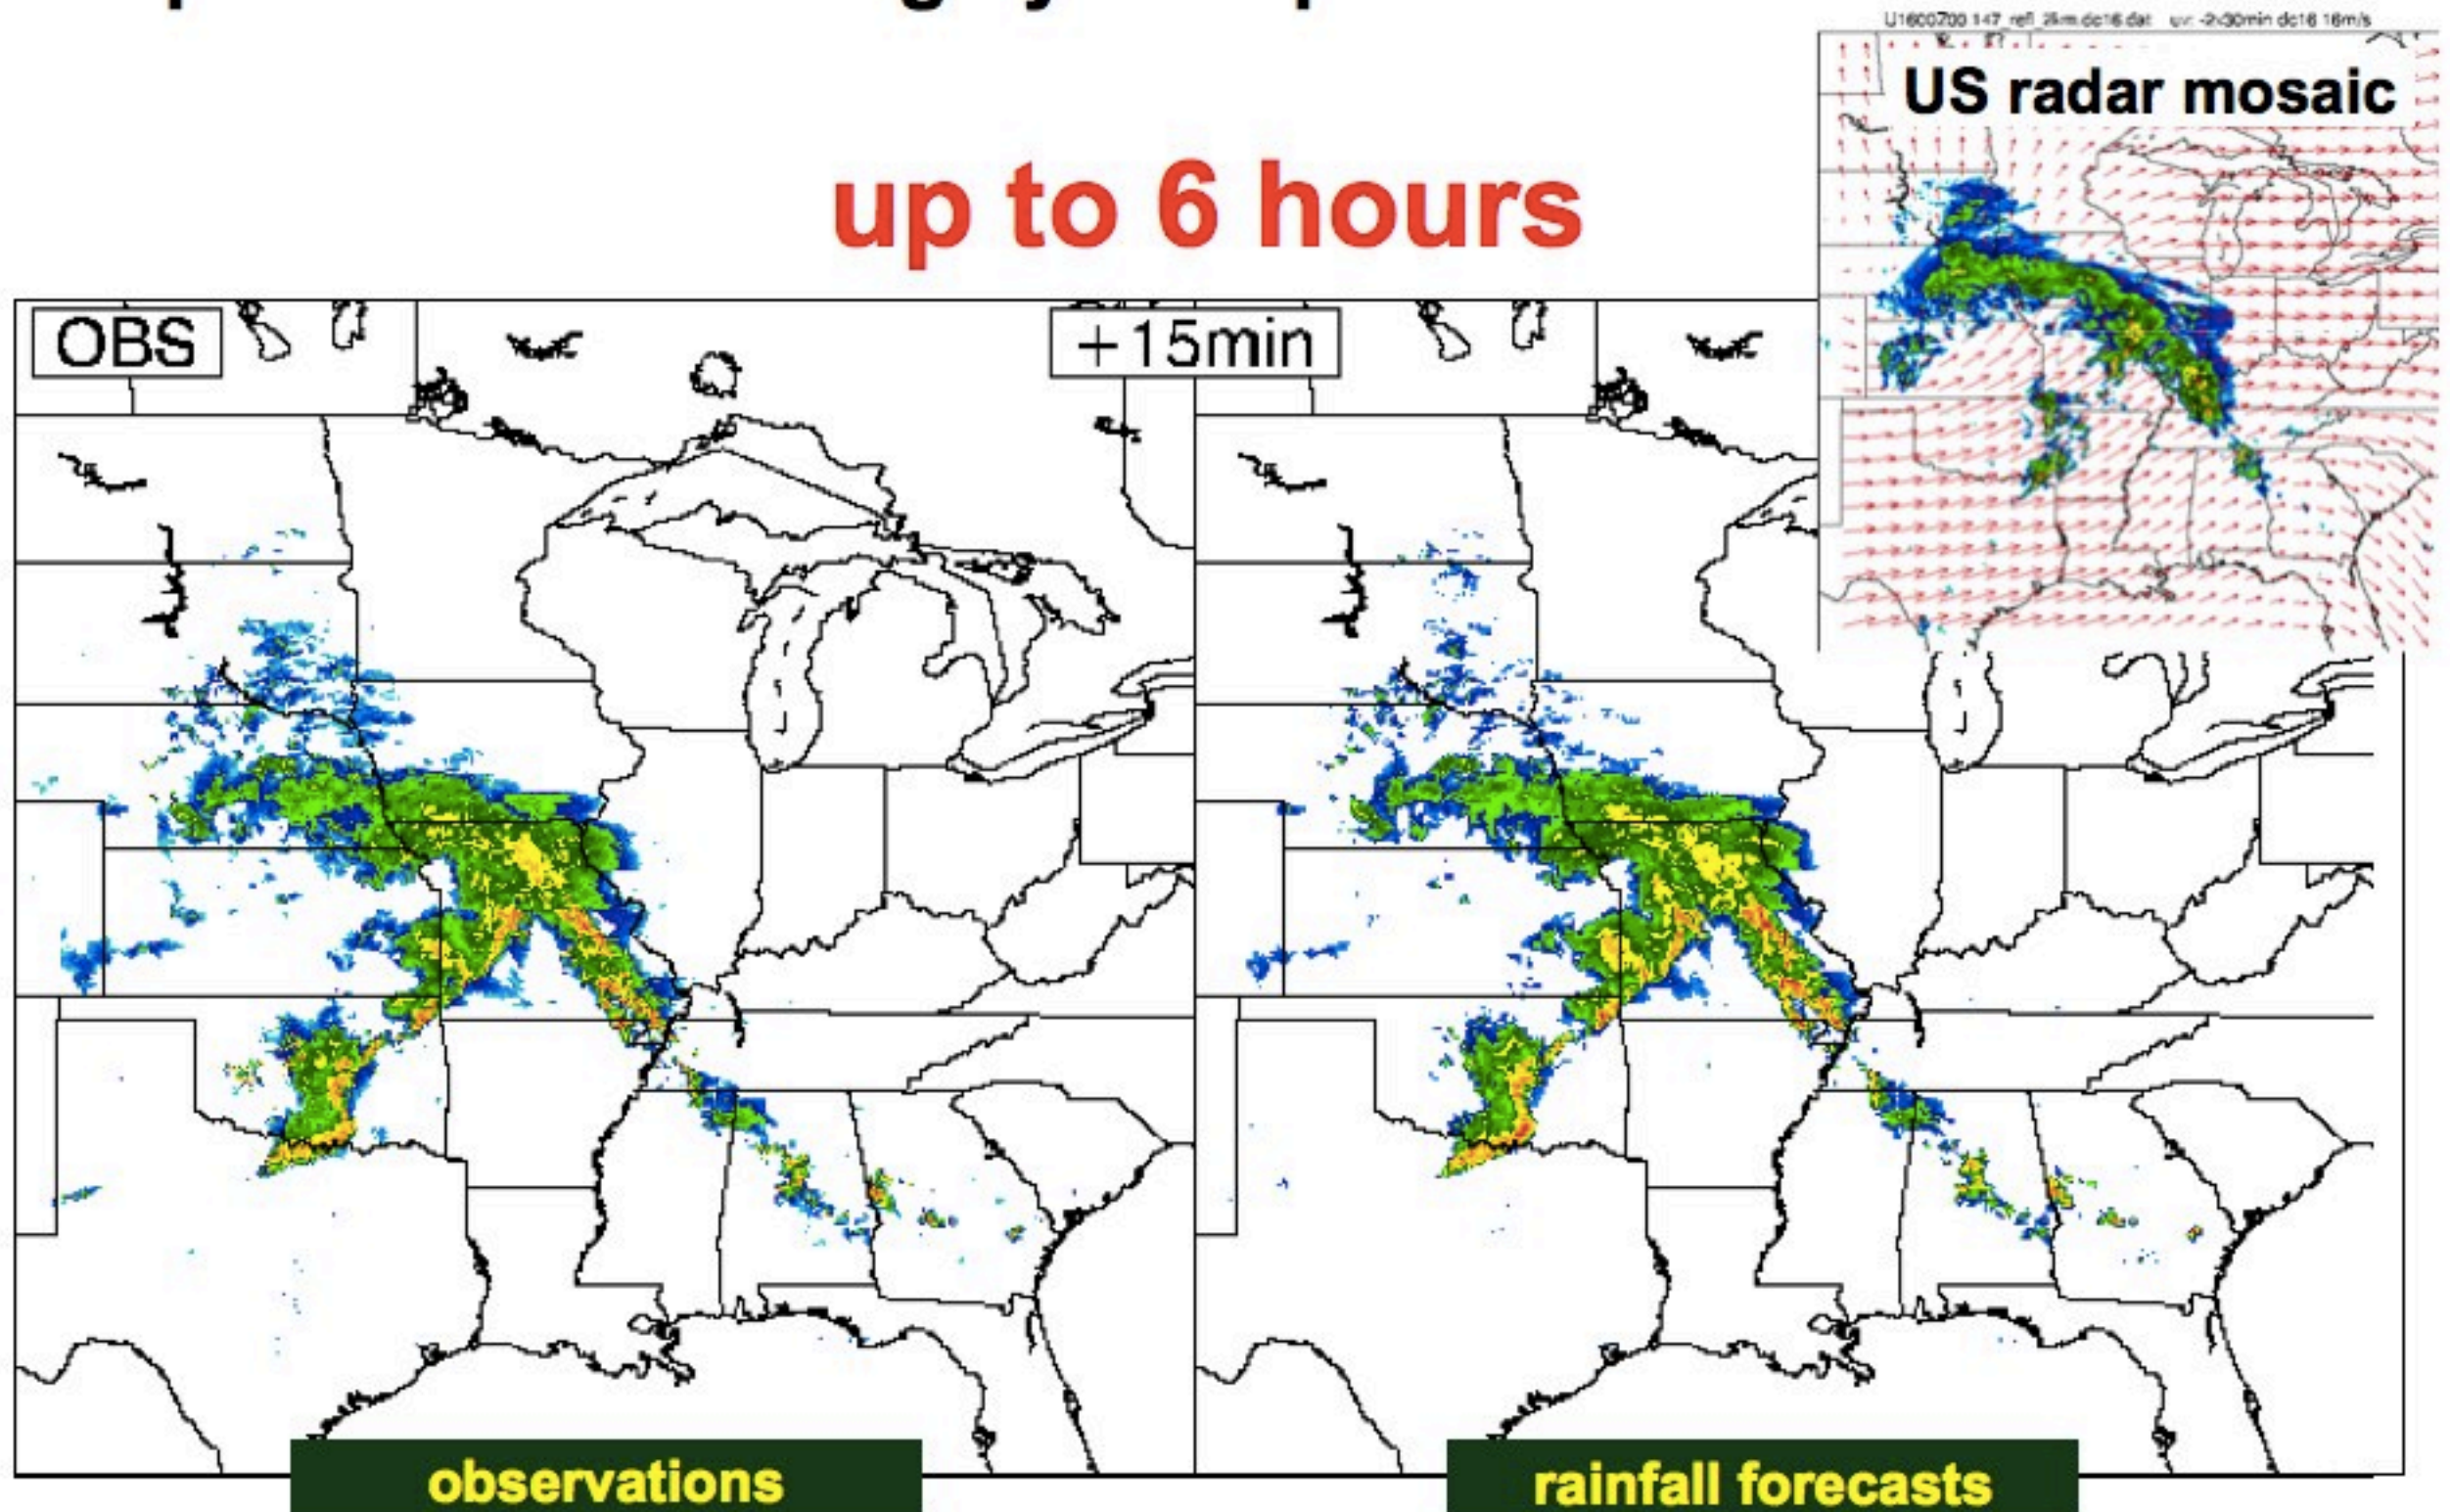 US radar mosaic
up to 6 hours
OBS
+15min
observations
rainfall forecasts